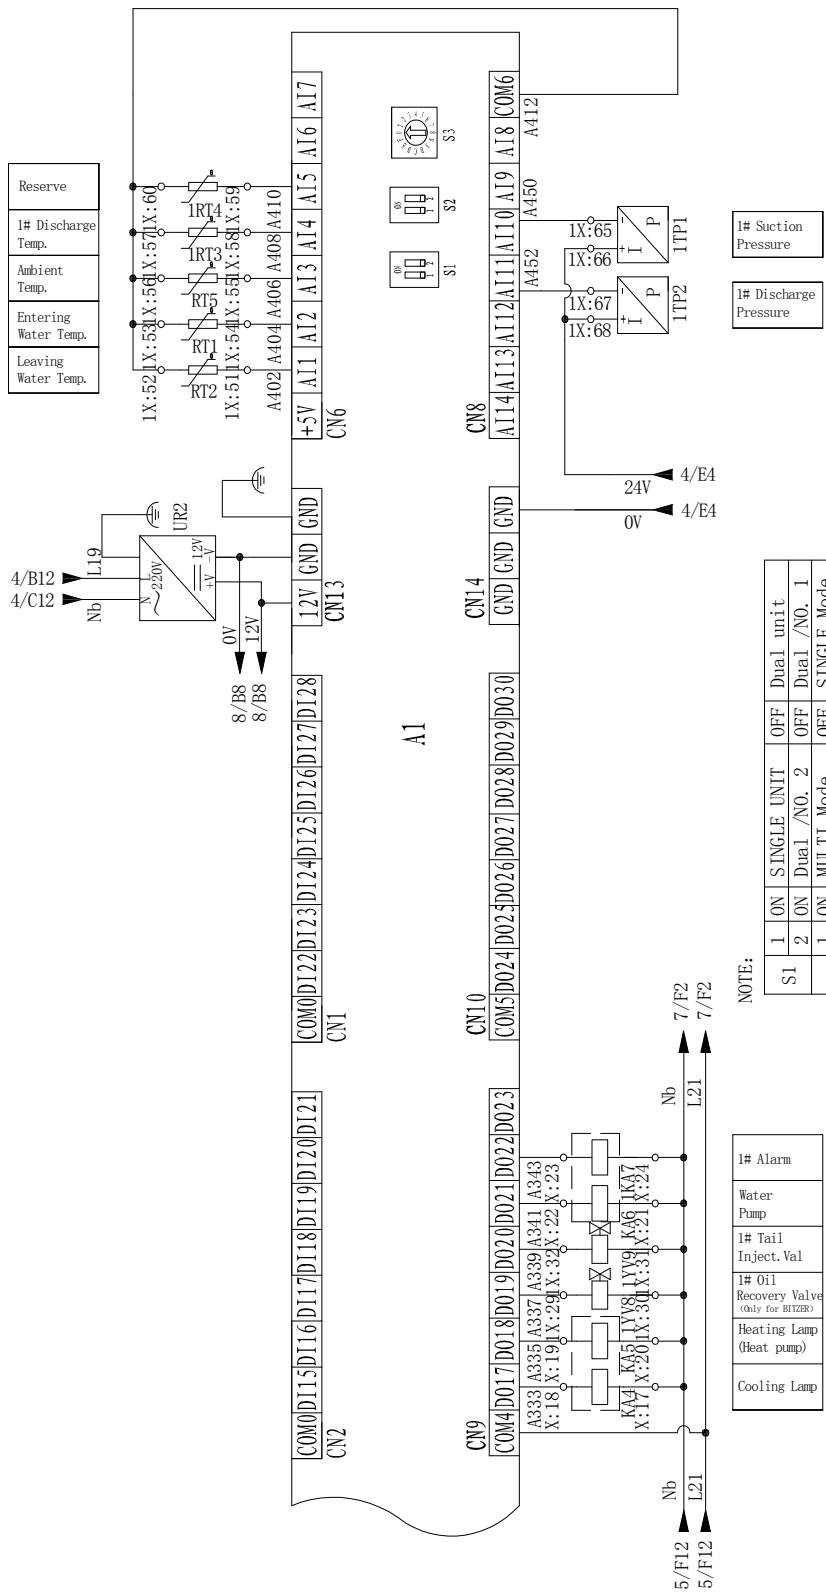 Reserve
1# Discharge
Temp.
Ambient
Temp.
Entering
Water Temp.
Leaving
Water Temp.
1X:60
1RT4
1X:59
A410
1X:57
1RT3
1X:58
A408
1X:56
RT5
1X:55
A406
1X:53
RT1
1X:54
A404
1X:52
RT2
1X:51
A402
AI7
AI6
AI5
AI4
AI3
AI2
AI1
+5V
CN6
S3
ON
1 2
S2
ON
1 2
S1
COM6
AI8
AI9
AI10
AI11
AI12
AI13
AI14
CN8
A412
A450
A452
1X:65
1X:66
- P
+ I
1TP1
1X:67
1X:68
- P
+ I
1TP2
1# Suction
Pressure
1# Discharge
Pressure
4/B12
L19
4/C12
Nb
L
N
220V
12V
-V
+V
UR2
0V
12V
8/B8
8/B8
GND
GND
12V
CN13
GND
GND
GND
CN14
24V
4/E4
0V
4/E4
A1
DI28
DI27
DI26
DI25
DI24
DI23
DI22
COM0
CN1
DO30
DO29
DO28
DO27
DO26
DO25
DO24
COM5
CN10
DI21
DI20
DI19
DI18
DI17
DI16
DI15
COM0
CN2
DO23
DO22
DO21
DO20
DO19
DO18
DO17
COM4
CN9
A343
X:23
1KA7
X:24
A341
X:22
KA6
X:21
A339
1X:32
1YV9
1X:31
A337
1X:29
1YV8
1X:30
A335
X:19
KA5
X:20
A333
X:18
KA4
X:17
Nb
7/F2
L21
7/F2
Nb
5/F12
L21
5/F12
1# Alarm
Water
Pump
1# Tail
Inject.Val
1# Oil
Recovery Valve
(Only for BITZER)
Heating Lamp
(Heat pump)
Cooling Lamp
NOTE:
S1
1 ON SINGLE UNIT OFF Dual unit
2 ON Dual /NO. 2 OFF Dual /NO. 1
1 ON MULTI Mode OFF SINGLE Mode